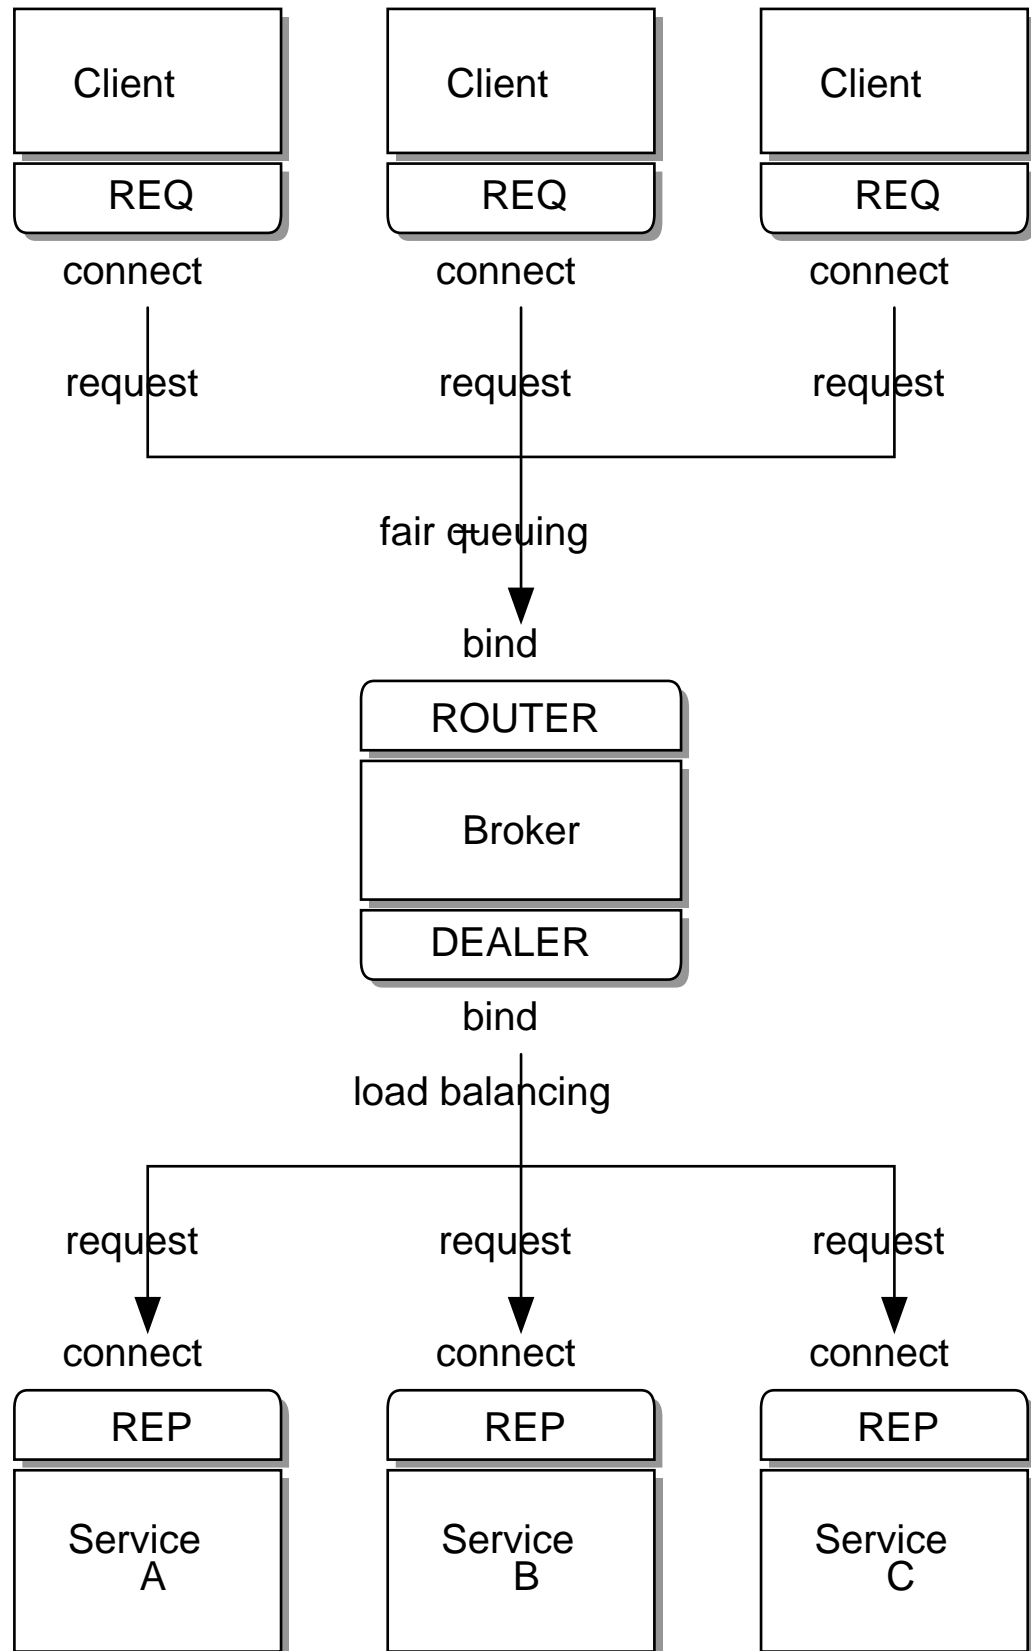 Client Client Client
REQ REQ REQ
connect connect connect
request request request
fair queuing
bind
ROUTER
Broker
DEALER
bind
load balancing
request request request
connect connect connect
REP REP REP
Service Service Service
A B C